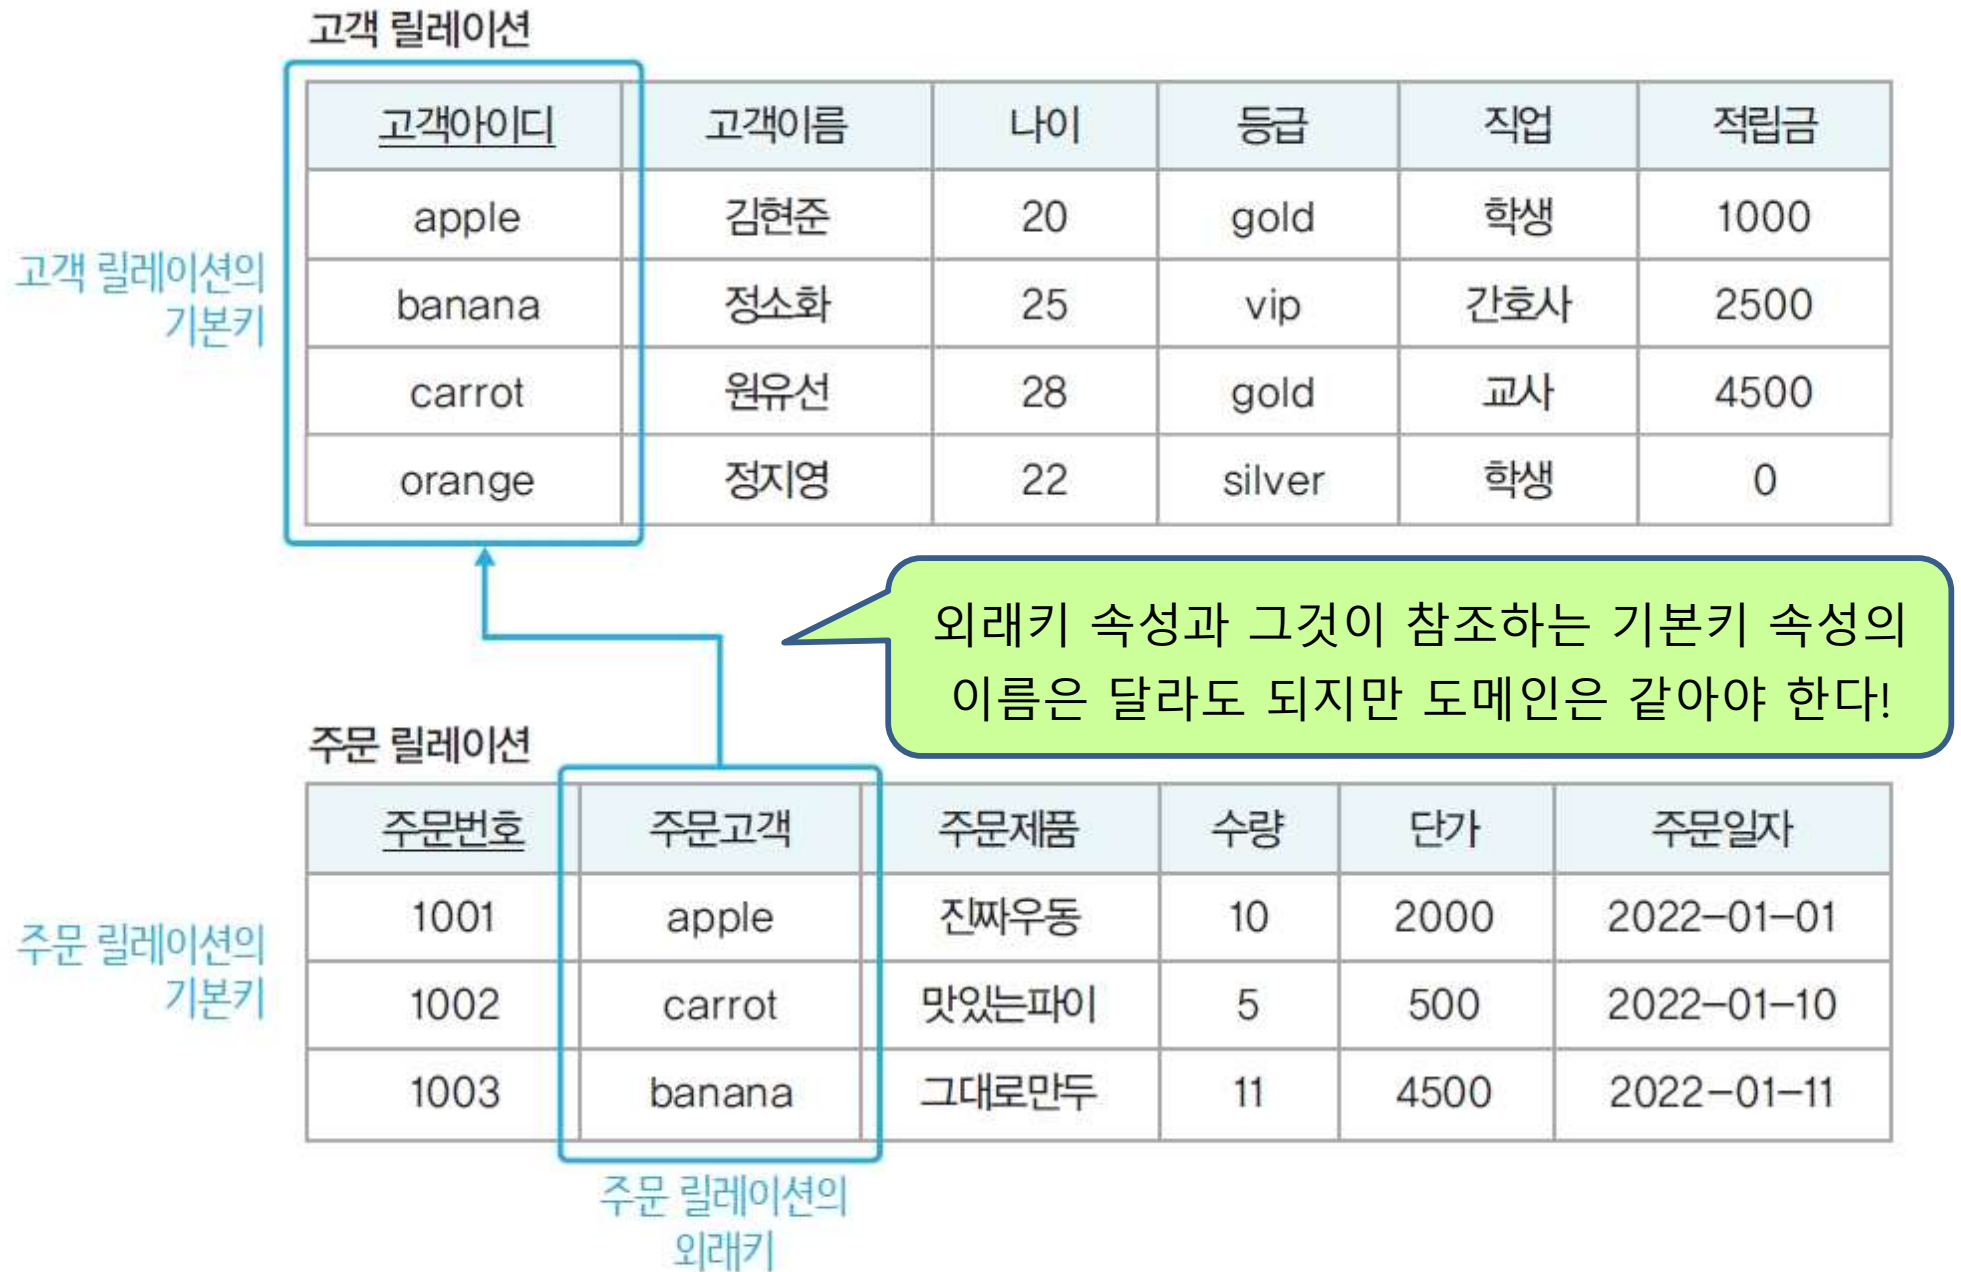 고객 릴레이션
고객아이디 고객이름 나이 등급 직업 적립금
apple 김현준 20 gold 학생 1000
고객 릴레이션의
기본키
banana 정소화 25 vip 간호사 2500
carrot 원유선 28 gold 교사 4500
orange 정지영 22 silver 학생 0
외래키 속성과 그것이 참조하는 기본키 속성의
이름은 달라도 되지만 도메인은 같아야 한다!
주문 릴레이션
주문번호 주문고객 주문제품 수량 단가 주문일자
1001 apple 진짜우동 10 2000 2022-01-01
주문 릴레이션의
기본키
1002 carrot 맛있는파이 5 500 2022-01-10
1003 banana 그대로만두 11 4500 2022-01-11
주문 릴레이션의
외래키